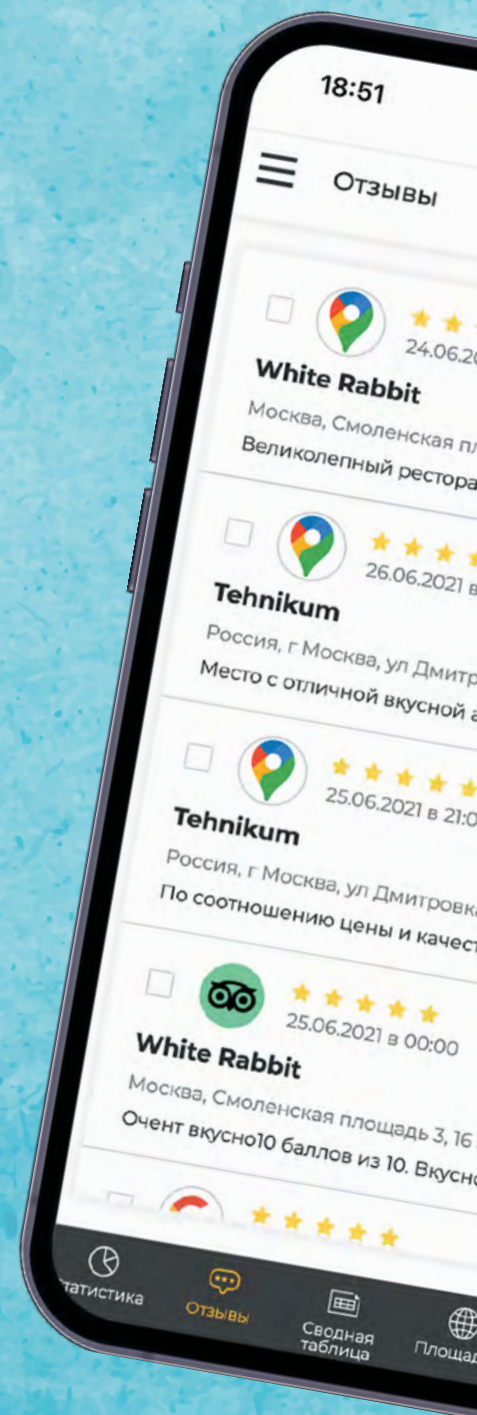 18:51
Отзывы
24.06.20
White Rabbit
Москва, Смоленская пл
Великолепный рестора
26.06.2021 в
Tehnikum
Россия, г Москва, ул Дмитр
Место с отличной вкусной а
25.06.2021 в 21:0
Tehnikum
Россия, г Москва, ул Дмитровка
По соотношению цены и качест
25.06.2021 в 00:00
White Rabbit
Москва, Смоленская площадь 3, 16
Очент вкусно10 баллов из 10. Вкусно
татистика
Отзывы
Сводная
таблица
Площад